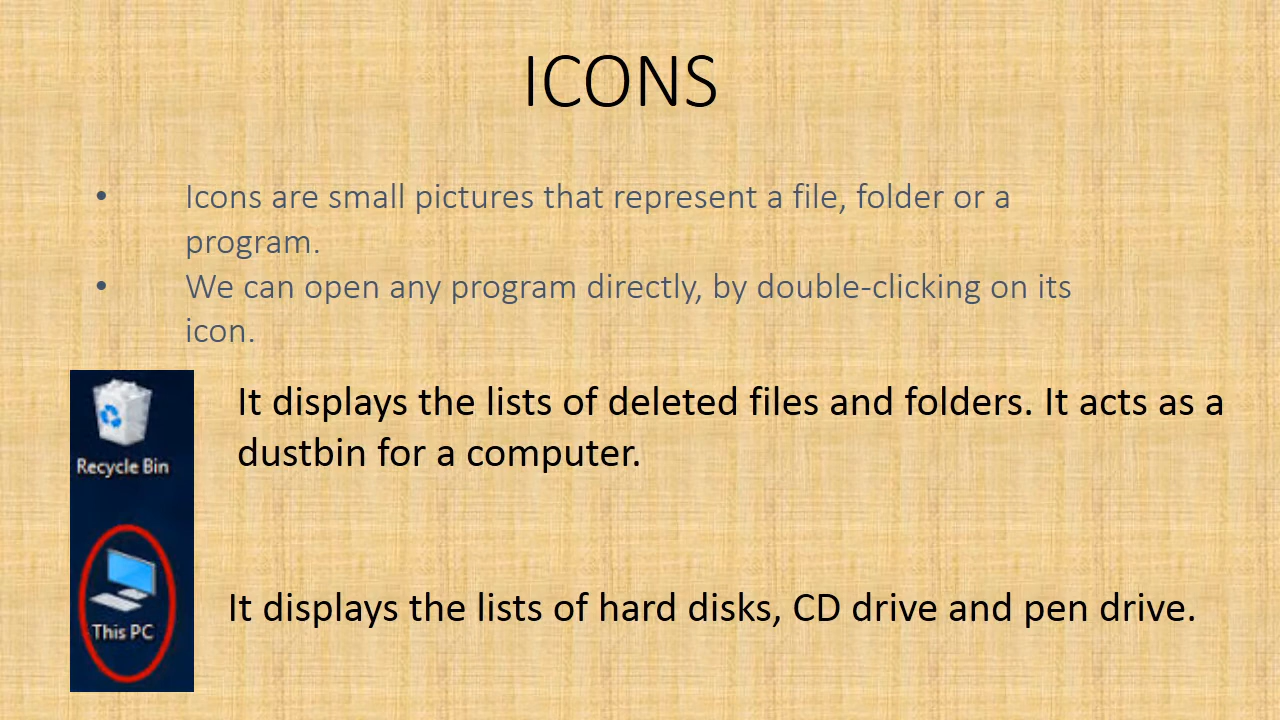 ICONS
• Icons are small pictures that represent a file, folder or a
program.
• We can open any program directly, by double-clicking on its
icon.
It displays the lists of deleted files and folders. It acts as a
dustbin for a computer.
Recycle Bin
It displays the lists of hard disks, CD drive and pen drive.
This PC